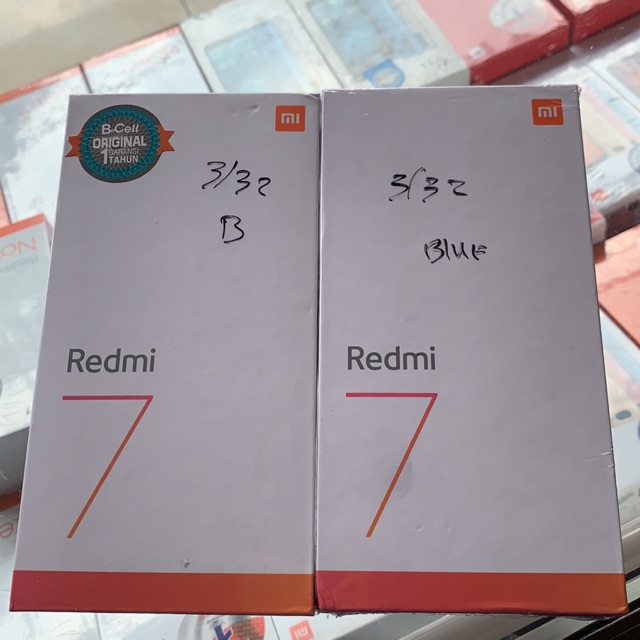 B-Cell
ORIGINAL
1 GARANSI
TAHUN
mi
3/32
B
Redmi
7
mi
3/32
BLUE
Redmi
7